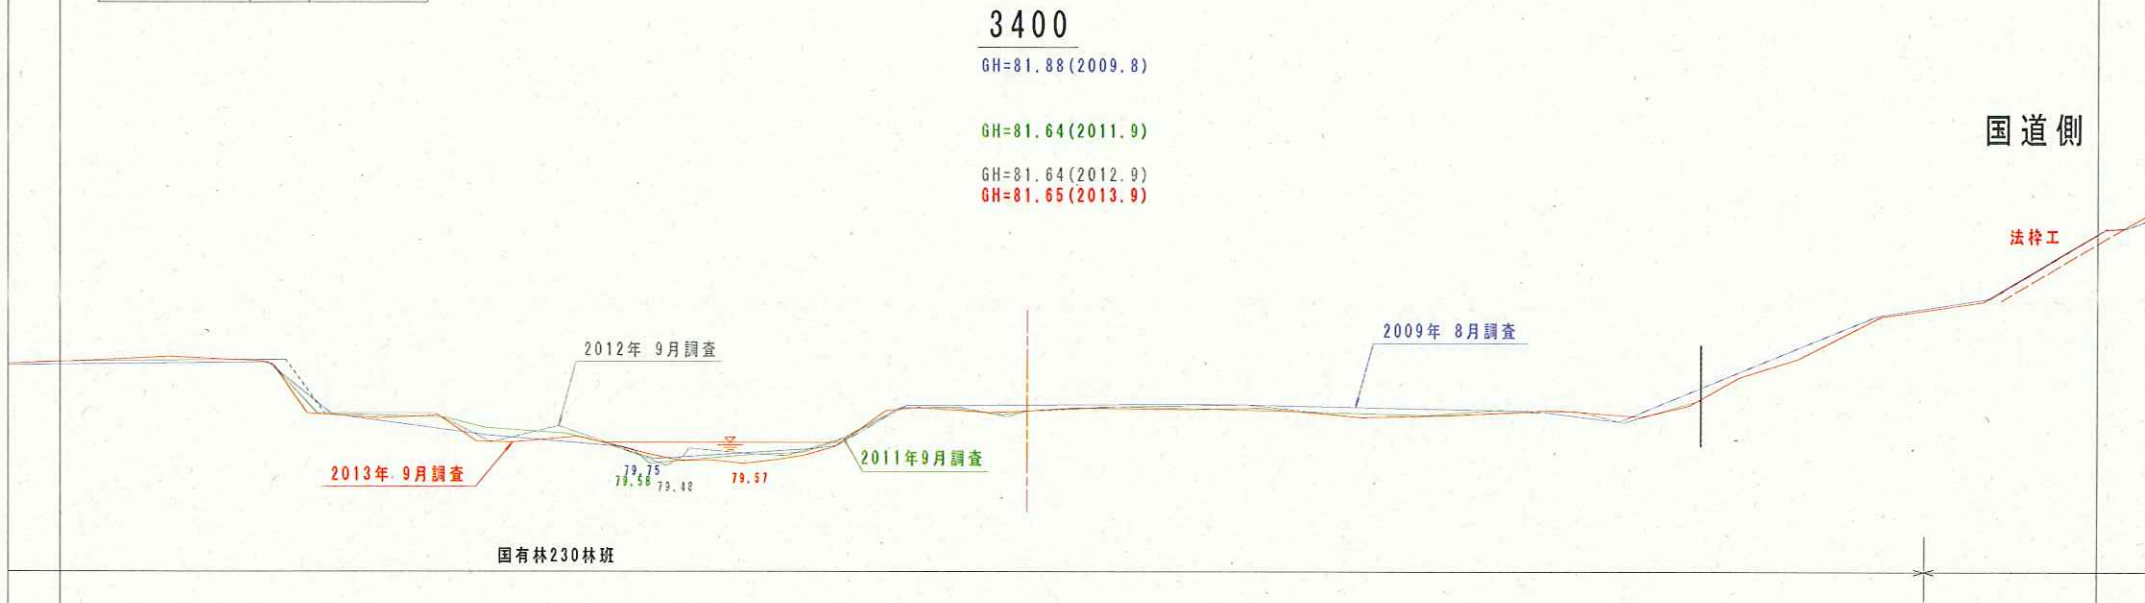 3400
GH=81.88(2009.8)
GH=81.64(2011.9)
GH=81.64(2012.9)
GH=81.65(2013.9)
国道側
法枠工
2012年 9月調査
2009年 8月調査
2013年 9月調査
2011年9月調査
79.75
79.58
79.48
79.57
国有林230林班